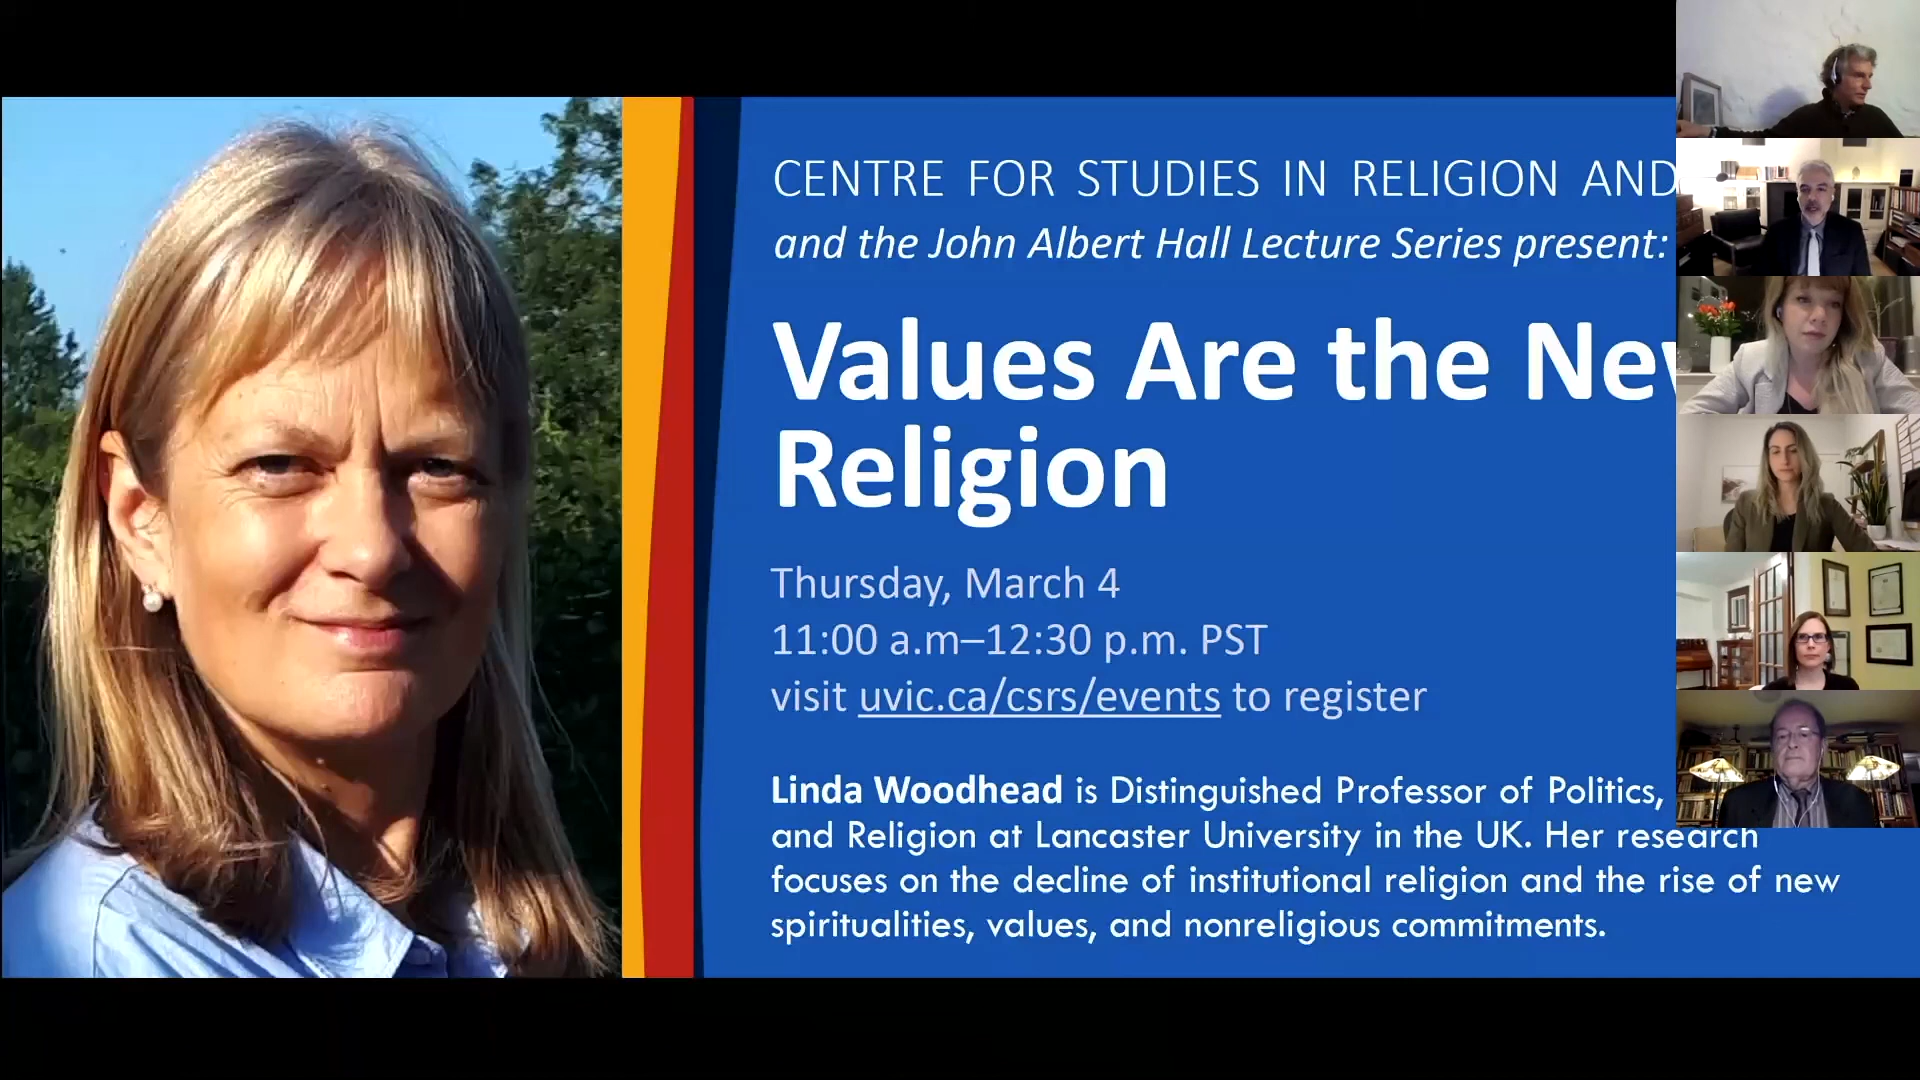 CENTRE FOR STUDIES IN RELIGION AND
and the John Albert Hall Lecture Series present:
Values Are the New
Religion
Thursday, March 4
11:00 a.m–12:30 p.m. PST
visit uvic.ca/csrs/events to register
Linda Woodhead is Distinguished Professor of Politics,
and Religion at Lancaster University in the UK. Her research
focuses on the decline of institutional religion and the rise of new
spiritualities, values, and nonreligious commitments.